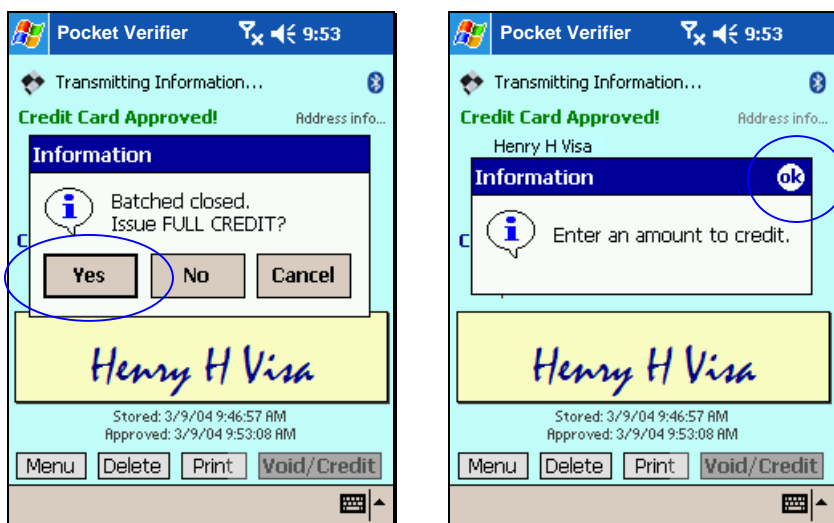 Pocket Verifier 9:53
Transmitting Information...
Credit Card Approved! Address info...
Information
Batched closed.
Issue FULL CREDIT?
C
Yes No Cancel
Henry H Visa
Stored: 3/9/04 9:46:57 AM
Approved: 3/9/04 9:53:08 AM
Menu Delete Print Void/Credit
Pocket Verifier 9:53
Transmitting Information...
Credit Card Approved! Address info...
Henry H Visa
Information ok
C
Enter an amount to credit.
Henry H Visa
Stored: 3/9/04 9:46:57 AM
Approved: 3/9/04 9:53:08 AM
Menu Delete Print Void/Credit